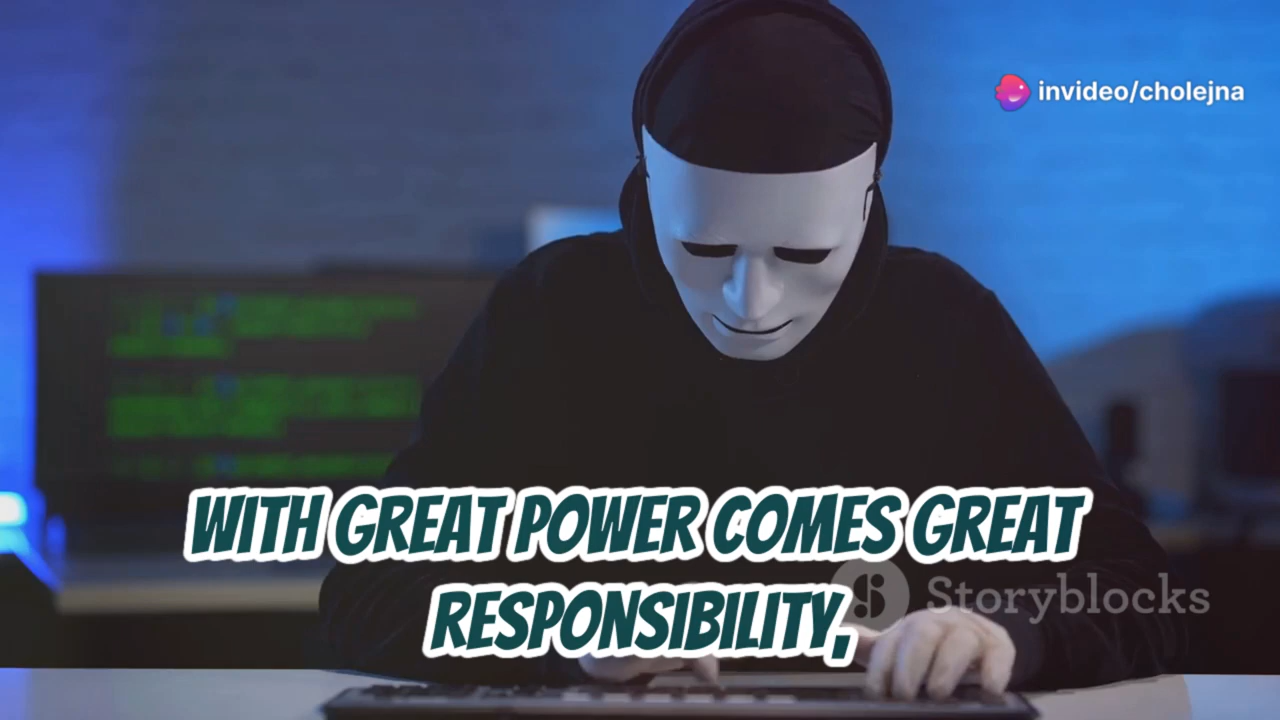 invideo/cholejna
WITH GREAT POWER COMES GREAT
RESPONSIBILITY,
Storyblocks